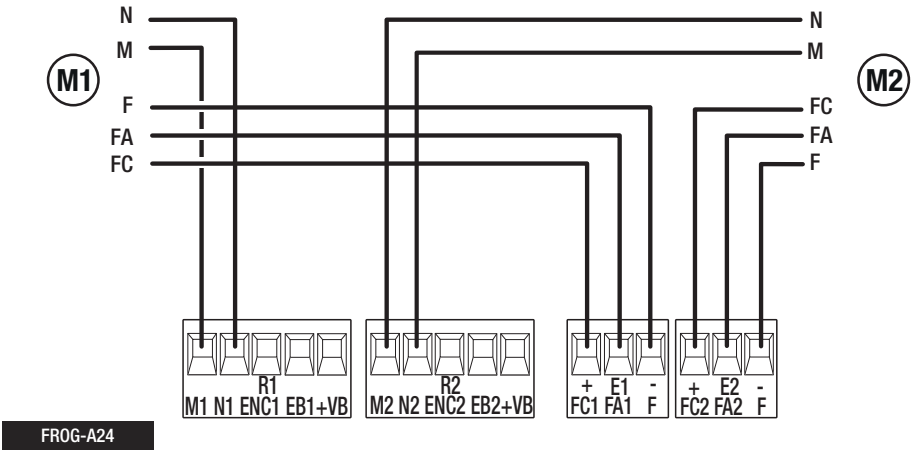 N N
M M
M1 M2
F FC
FA FA
FC F
R1 R2 + E1 - + E2 -
M1 N1 ENC1 EB1+VB M2 N2 ENC2 EB2+VB FC1 FA1 F FC2 FA2 F
FROG-A24